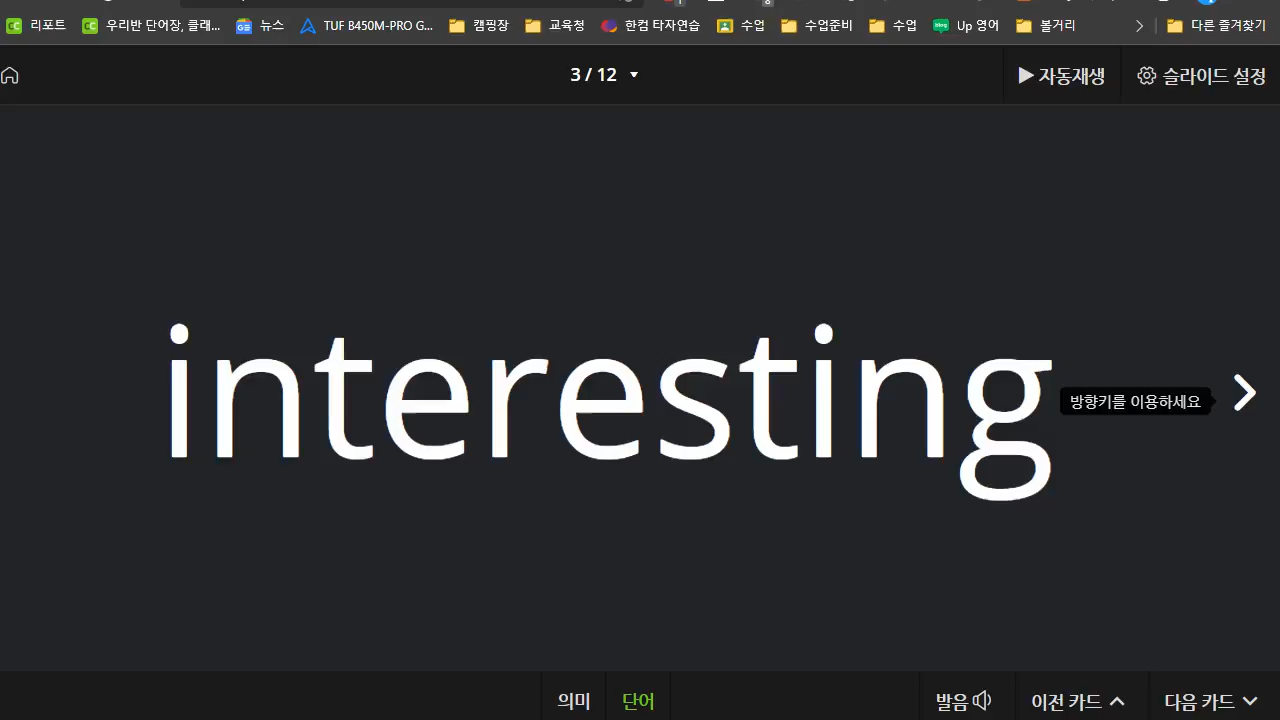 리포트 우리반 단어장, 클래... 뉴스 TUF B450M-PRO G... 캠핑장 교육청 한컴 타자연습 수업 수업준비 수업 Up 영어 볼거리 다른 즐겨찾기
3 / 12 자동재생 슬라이드 설정
interesting
방향키를 이용하세요
의미 단어 발음 이전 카드 다음 카드